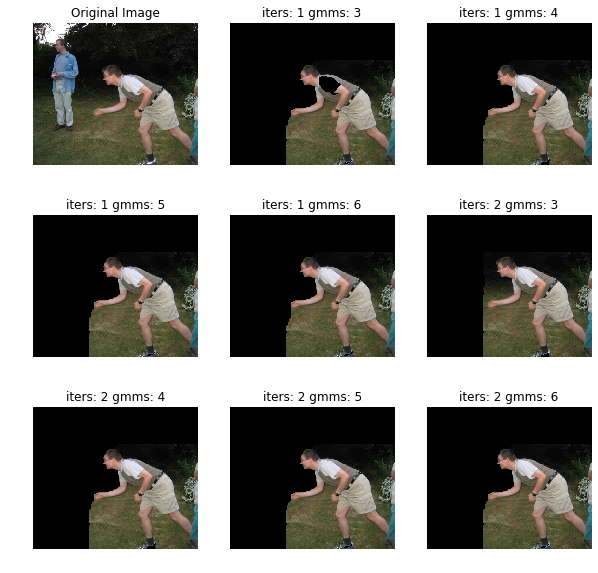 Original Image
iters: 1 gmms: 3
iters: 1 gmms: 4
iters: 1 gmms: 5
iters: 1 gmms: 6
iters: 2 gmms: 3
iters: 2 gmms: 4
iters: 2 gmms: 5
iters: 2 gmms: 6